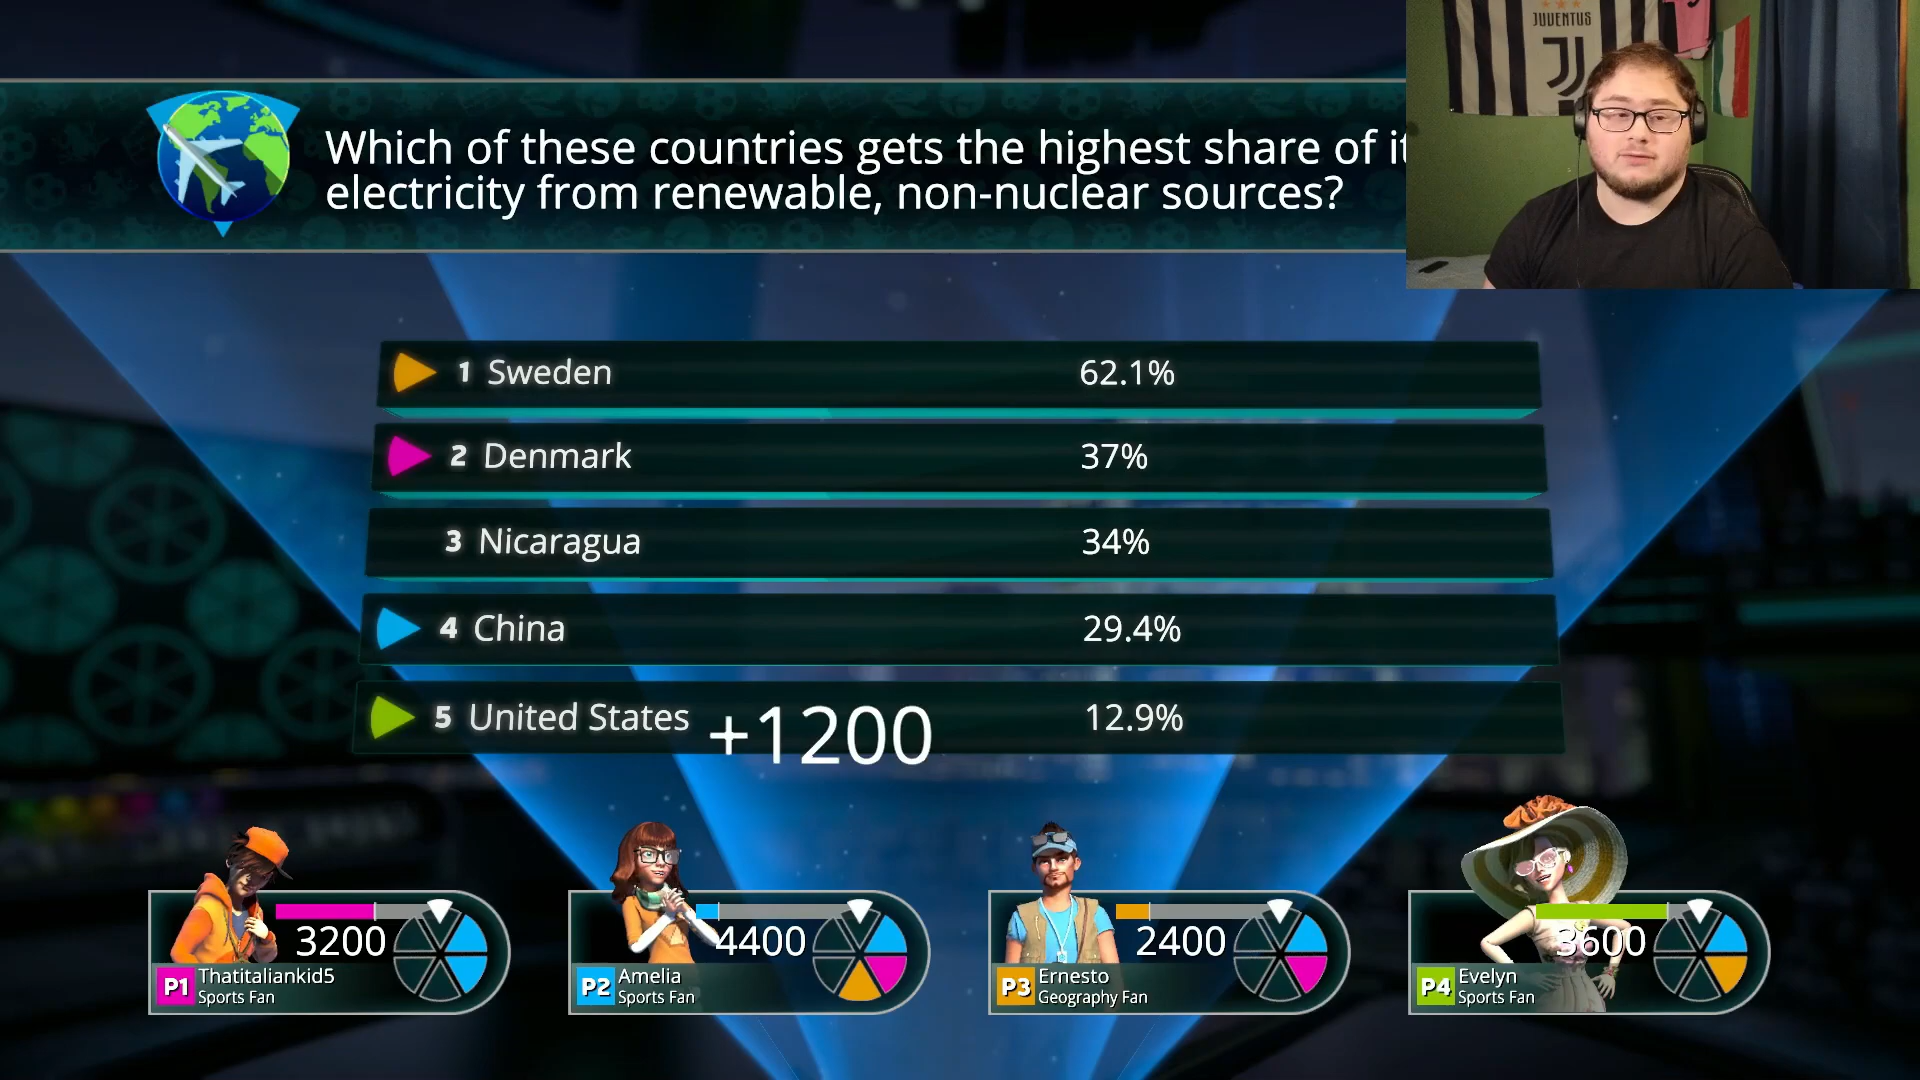 JUVENTUS
Which of these countries gets the highest share of it
electricity from renewable, non-nuclear sources?
1 Sweden 62.1%
2 Denmark 37%
3 Nicaragua 34%
4 China 29.4%
5 United States 12.9%
+1200
3200
P1 Thatitaliankid5
Sports Fan
4400
P2 Amelia
Sports Fan
2400
P3 Ernesto
Geography Fan
3600
P4 Evelyn
Sports Fan